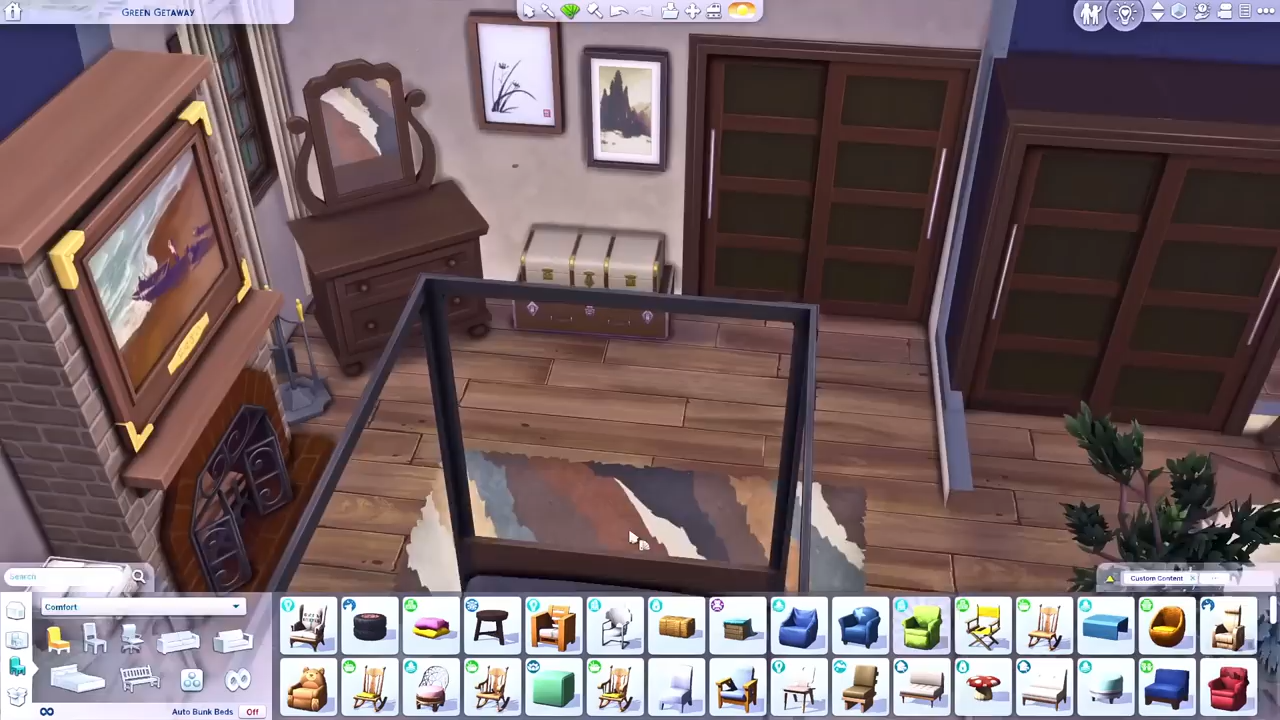 Green Getaway
Search
Custom Content
Comfort
Auto Bunk Beds Off